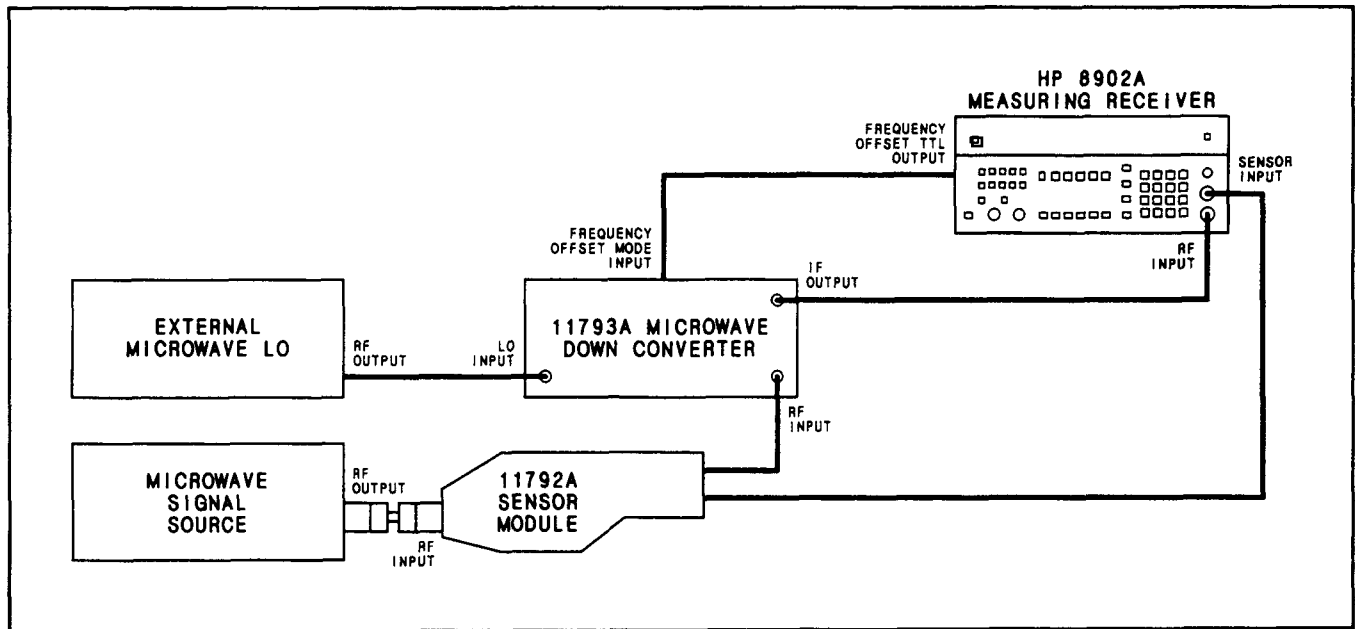 HP 8902A
MEASURING RECEIVER
FREQUENCY
OFFSET TTL
OUTPUT
SENSOR
INPUT
FREQUENCY
OFFSET MODE
INPUT
IF
OUTPUT
RF
INPUT
EXTERNAL
MICROWAVE LO
RF
OUTPUT
LO
INPUT
11793A MICROWAVE
DOWN CONVERTER
RF
INPUT
MICROWAVE
SIGNAL
SOURCE
RF
OUTPUT
RF
INPUT
11792A
SENSOR
MODULE